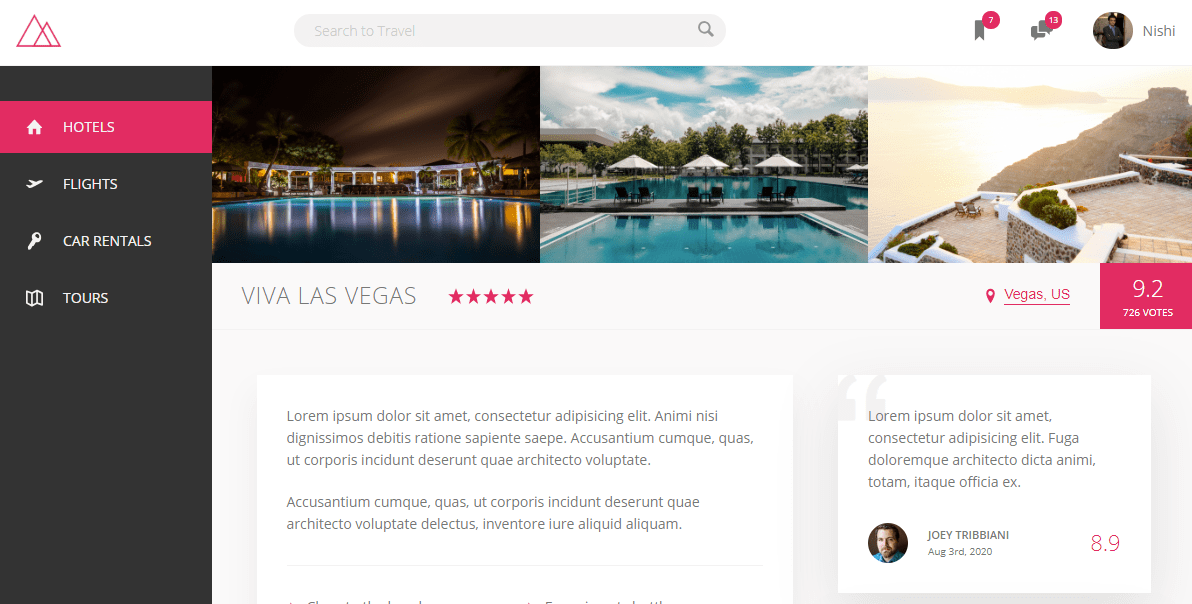 Search to Travel
7
13
Nishi
HOTELS
FLIGHTS
CAR RENTALS
TOURS
VIVA LAS VEGAS
Vegas, US
9.2
726 VOTES
Lorem ipsum dolor sit amet, consectetur adipisicing elit. Animi nisi
dignissimos debitis ratione sapiente saepe. Accusantium cumque, quas,
ut corporis incidunt deserunt quae architecto voluptate.
Accusantium cumque, quas, ut corporis incidunt deserunt quae
architecto voluptate delectus, inventore iure aliquid aliquam.
“
Lorem ipsum dolor sit amet,
consectetur adipisicing elit. Fuga
doloremque architecto dicta animi,
totam, itaque officia ex.
JOEY TRIBBIANI
Aug 3rd, 2020
8.9